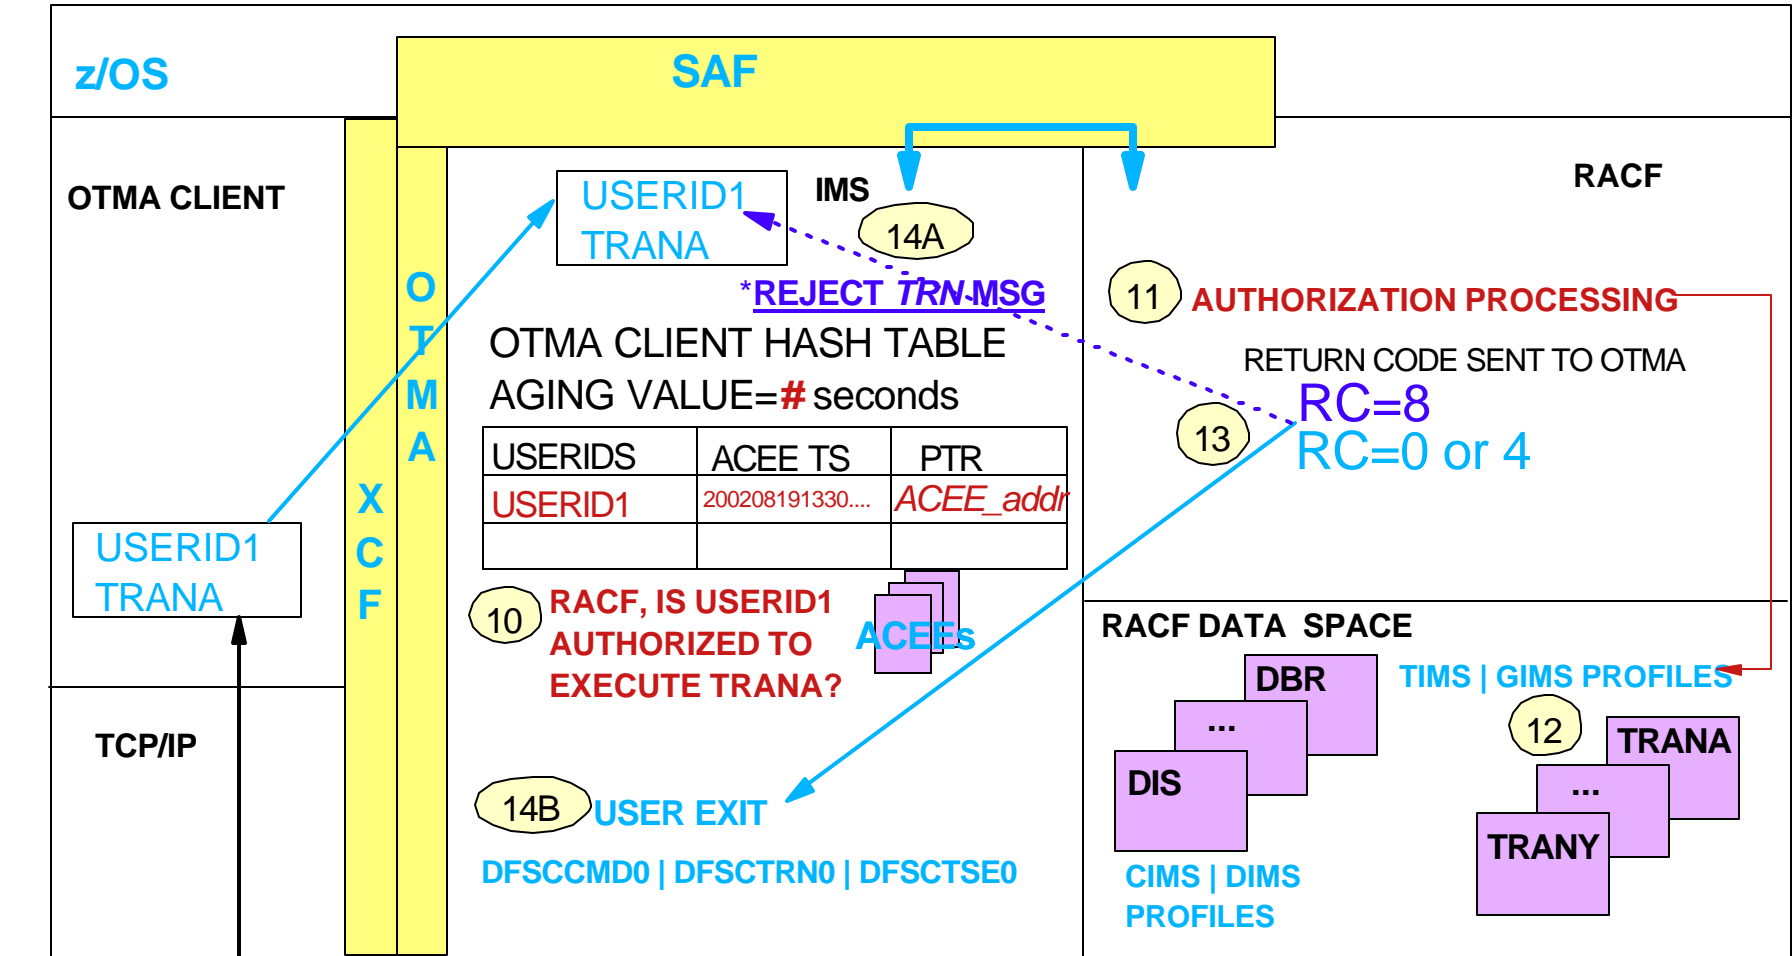 z/OS
SAF
OTMA CLIENT
USERID1
TRANA
IMS
14A
RACF
*REJECT TRN MSG
OTMA
XCF
OTMA CLIENT HASH TABLE
AGING VALUE=# seconds
USERIDS ACEE TS PTR
USERID1 200208191330.... ACEE_addr
11 AUTHORIZATION PROCESSING
RETURN CODE SENT TO OTMA
RC=8
13
RC=0 or 4
USERID1
TRANA
10
RACF, IS USERID1
AUTHORIZED TO
EXECUTE TRANA?
ACEEs
RACF DATA SPACE
DBR
...
DIS
CIMS | DIMS
PROFILES
TIMS | GIMS PROFILES
12
TRANA
...
TRANY
TCP/IP
14B USER EXIT
DFSCCMD0 | DFSCTRN0 | DFSCTSE0